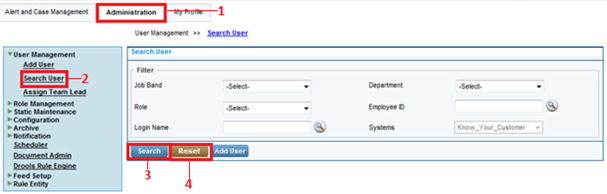 Alert and Case Management Administration My Profile 1
User Management >> Search User
User Management
Add User
Search User 2
Assign Team Lead
Role Management
Static Maintenance
Configuration
Archive
Notification
Scheduler
Document Admin
Drools Rule Engine
Feed Setup
Rule Entity
Search User
Filter
Job Band -Select- Department -Select-
Role -Select- Employee ID
Login Name Systems Know_Your_Customer
Search Reset Add User
3 4